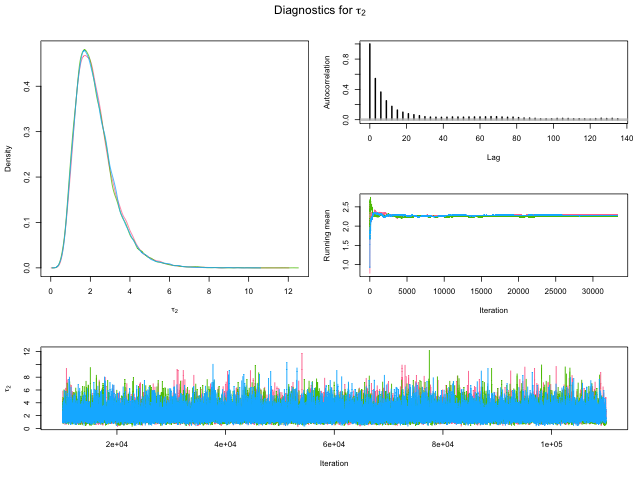 Diagnostics for τ₂
Density
0.0 0.1 0.2 0.3 0.4
0 2 4 6 8 10 12
τ₂
Autocorrelation
0.0 0.4 0.8
0 20 40 60 80 100 120 140
Lag
Running mean
1.0 1.5 2.0 2.5
0 5000 10000 15000 20000 25000 30000
Iteration
τ₂
0 2 4 6 8 12
2e+04 4e+04 6e+04 8e+04 1e+05
Iteration